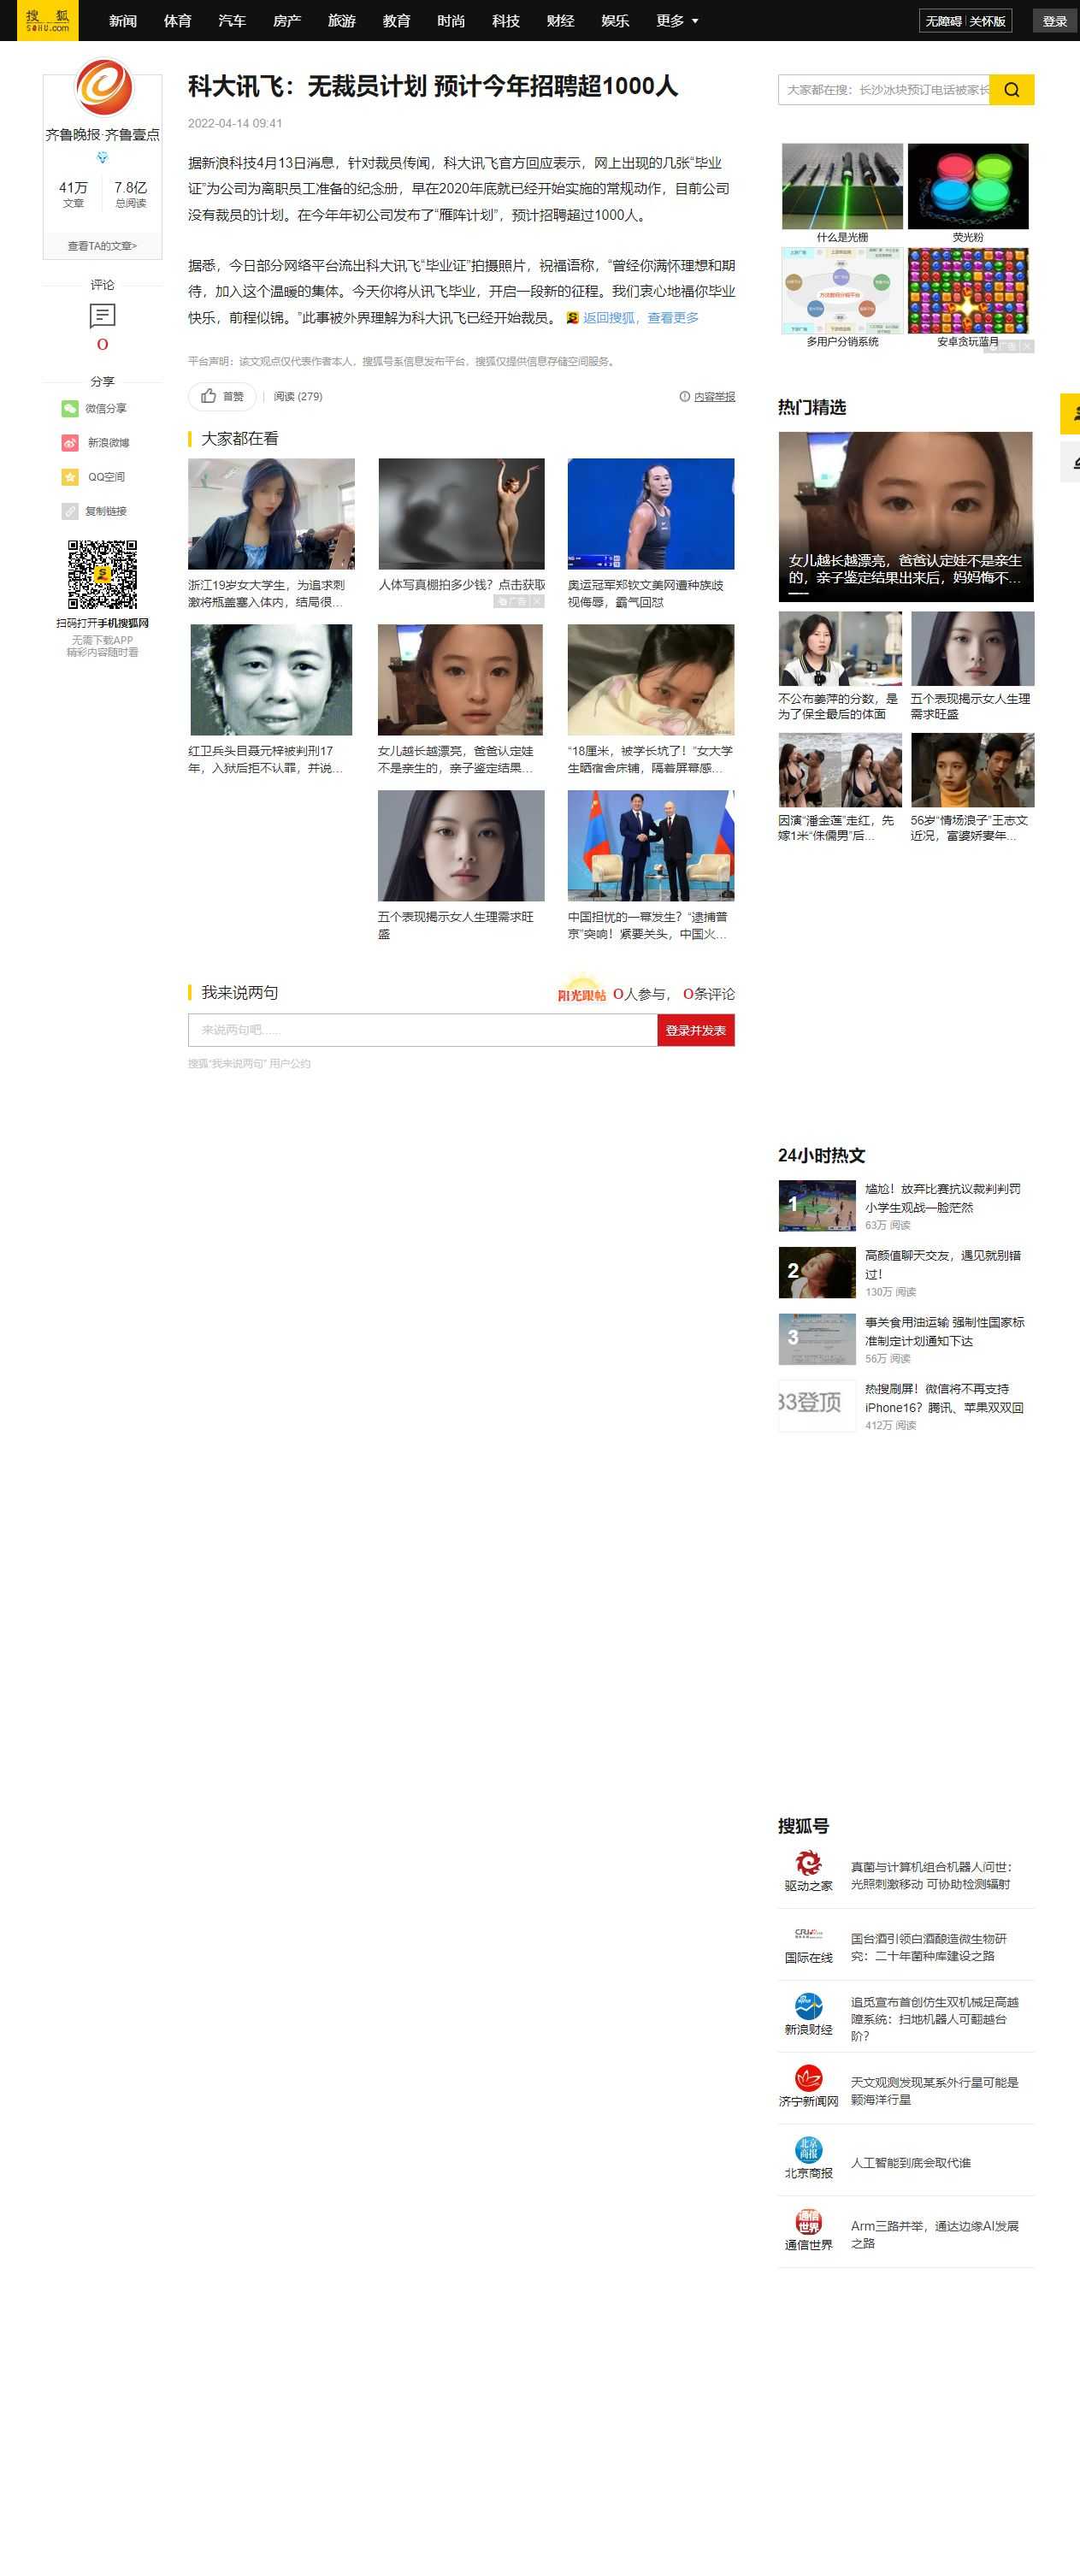 搜狐
SOHU.com
新闻 体育 汽车 房产 旅游 教育 时尚 科技 财经 娱乐 更多
无障碍 关怀版
登录
齐鲁晚报·齐鲁壹点
41万 7.8亿
文章 总阅读
查看TA的文章>
评论
0
分享
微信分享
新浪微博
QQ空间
复制链接
扫码打开手机搜狐网
无需下载APP
精彩内容随时看
科大讯飞：无裁员计划 预计今年招聘超1000人
2022-04-14 09:41
据新浪科技4月13日消息，针对裁员传闻，科大讯飞官方回应表示，网上出现的几张“毕业
证”为公司为离职员工准备的纪念册，早在2020年底就已经开始实施的常规动作，目前公司
没有裁员的计划。在今年年初公司发布了“雁阵计划”，预计招聘超过1000人。
据悉，今日部分网络平台流出科大讯飞“毕业证”拍摄照片，祝福语称，“曾经你满怀理想和期
待，加入这个温暖的集体。今天你将从讯飞毕业，开启一段新的征程。我们衷心地福你毕业
快乐，前程似锦。”此事被外界理解为科大讯飞已经开始裁员。 返回搜狐，查看更多
平台声明：该文观点仅代表作者本人，搜狐号系信息发布平台，搜狐仅提供信息存储空间服务。
首赞 阅读 (279) 内容举报
大家都在看
浙江19岁女大学生，为追求刺
激将瓶盖塞入体内，结局很...
人体写真棚拍多少钱？点击获取
广告
奥运冠军郑钦文美网遭种族歧
视侮辱，霸气回怼
红卫兵头目聂元梓被判刑17
年，入狱后拒不认罪，并说...
女儿越长越漂亮，爸爸认定娃
不是亲生的，亲子鉴定结果...
“18厘米，被学长坑了！”女大学
生晒宿舍床铺，隔着屏幕感...
五个表现揭示女人生理需求旺
盛
中国担忧的一幕发生？“逮捕普
京”突响！紧要关头，中国火...
我来说两句
阳光跟帖 0人参与， 0条评论
来说两句吧......
登录并发表
搜狐“我来说两句” 用户公约
大家都在搜：长沙冰块预订电话被家长
什么是光栅
荧光粉
多用户分销系统
安卓贪玩蓝月
热门精选
女儿越长越漂亮，爸爸认定娃不是亲生
的，亲子鉴定结果出来后，妈妈悔不...
不公布姜萍的分数，是
为了保全最后的体面
五个表现揭示女人生理
需求旺盛
因演“潘金莲”走红，先
嫁1米“侏儒男”后...
56岁“情场浪子”王志文
近况，富婆娇妻年...
24小时热文
1
尴尬！放弃比赛抗议裁判判罚
小学生观战一脸茫然
63万 阅读
2
高颜值聊天交友，遇见就别错
过！
130万 阅读
3
事关食用油运输 强制性国家标
准制定计划通知下达
56万 阅读
33登顶
热搜刷屏！微信将不再支持
iPhone16？腾讯、苹果双双回
412万 阅读
搜狐号
驱动之家
真菌与计算机组合机器人问世：
光照刺激移动 可协助检测辐射
国际在线
国台酒引领白酒酿造微生物研
究：二十年菌种库建设之路
新浪财经
追觅宣布首创仿生双机械足高越
障系统：扫地机器人可翻越台
阶？
济宁新闻网
天文观测发现某系外行星可能是
颗海洋行星
北京商报
北京商报
人工智能到底会取代谁
通信世界
通信世界
Arm三路并举，通达边缘AI发展
之路